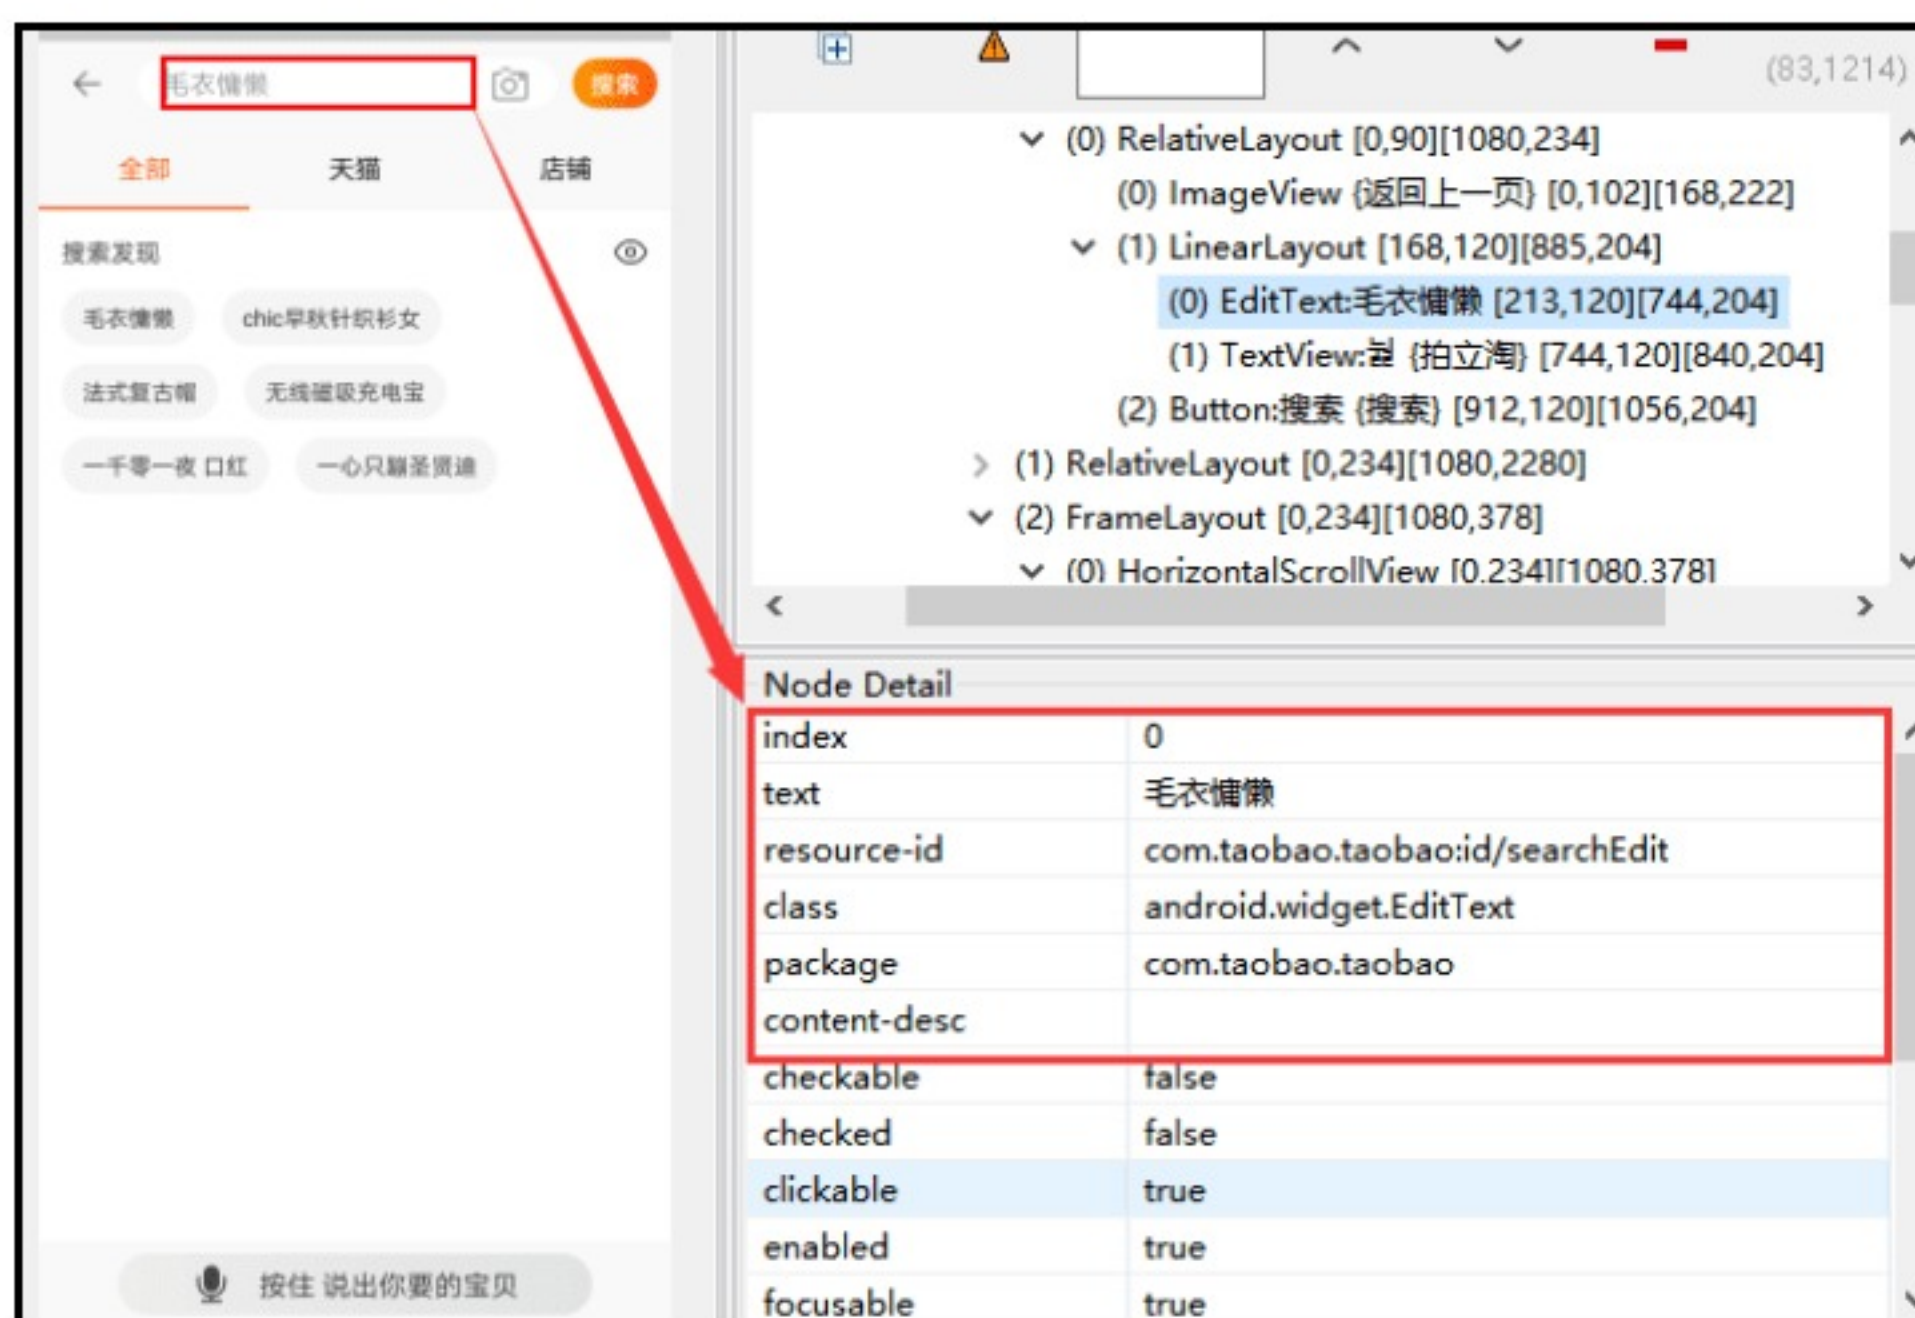 毛衣慵懒
搜索
全部 天猫 店铺
搜索发现
毛衣慵懒 chic早秋针织衫女
法式复古帽 无线磁吸充电宝
一千零一夜 口红 一心只蹦圣贤迪
按住 说出你要的宝贝
(83,1214)
(0) RelativeLayout [0,90][1080,234]
(0) ImageView {返回上一页} [0,102][168,222]
(1) LinearLayout [168,120][885,204]
(0) EditText:毛衣慵懒 [213,120][744,204]
(1) TextView: {拍立淘} [744,120][840,204]
(2) Button:搜索 {搜索} [912,120][1056,204]
(1) RelativeLayout [0,234][1080,2280]
(2) FrameLayout [0,234][1080,378]
(0) HorizontalScrollView [0,234][1080,378]
Node Detail
index 0
text 毛衣慵懒
resource-id com.taobao.taobao:id/searchEdit
class android.widget.EditText
package com.taobao.taobao
content-desc
checkable false
checked false
clickable true
enabled true
focusable true